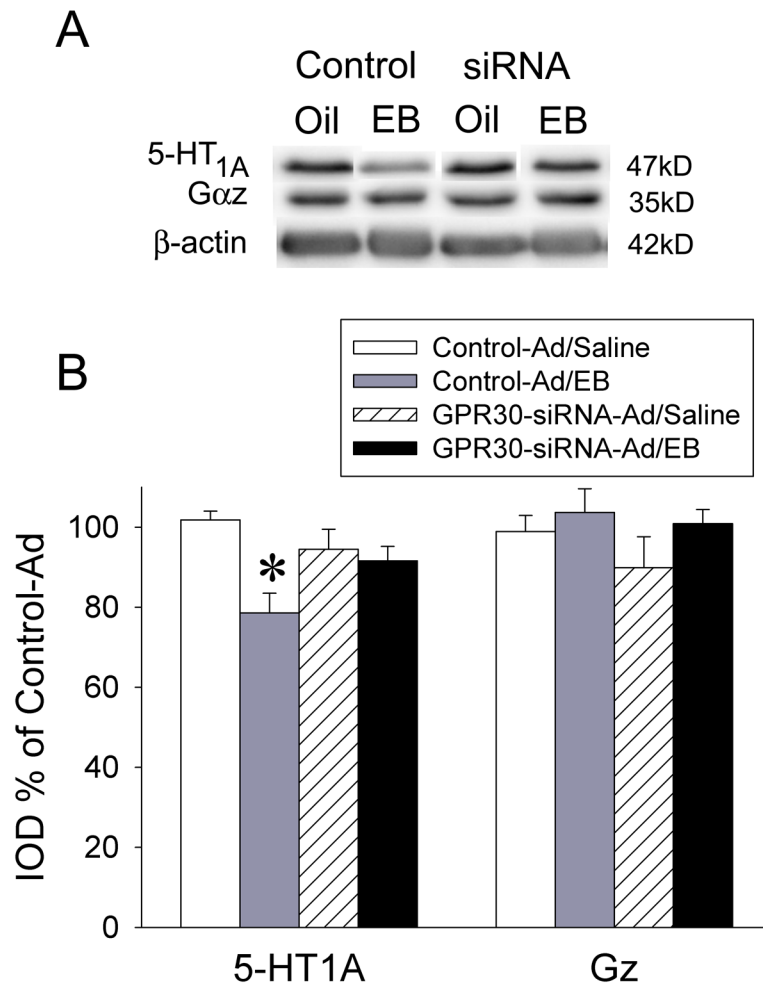 A
Control siRNA
Oil EB Oil EB
5-HT1A 47kD
Gαz 35kD
β-actin 42kD
B
Control-Ad/Saline
Control-Ad/EB
GPR30-siRNA-Ad/Saline
GPR30-siRNA-Ad/EB
IOD % of Control-Ad
100
80
60
40
20
0
*
5-HT1A Gz